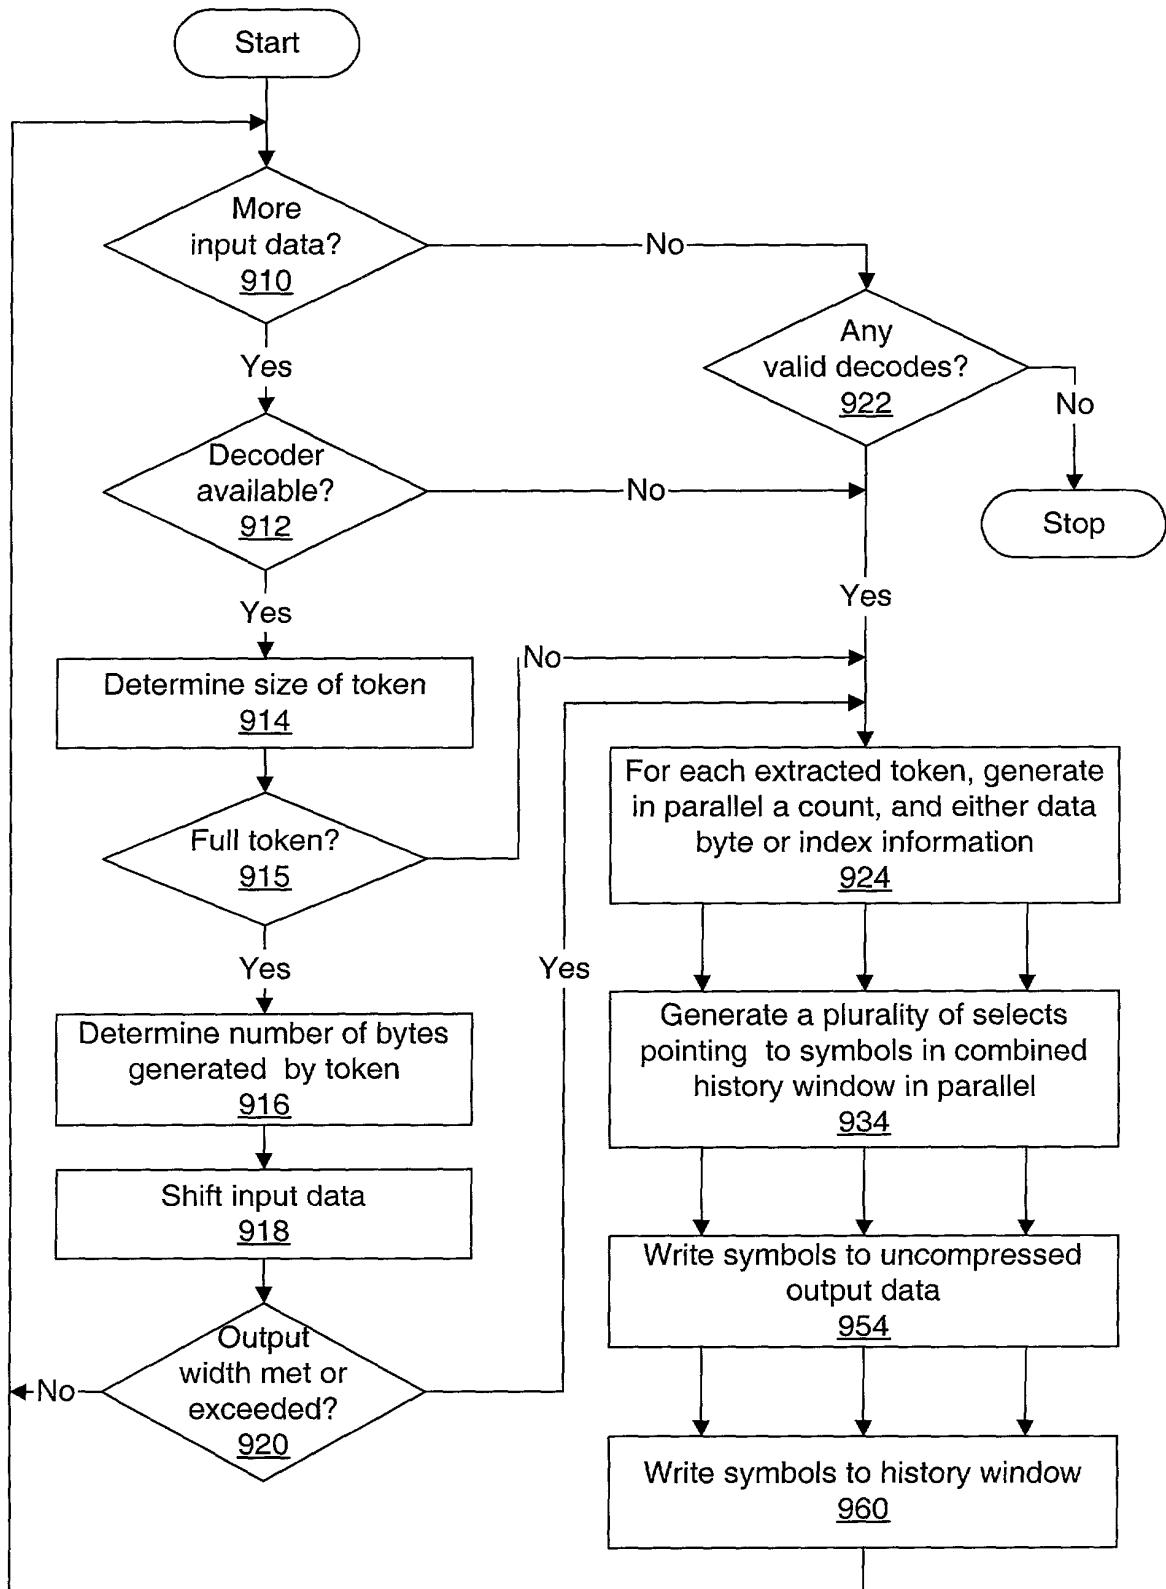 Start
More
input data?
910
No
Yes
Any
valid decodes?
922
No
Stop
Decoder
available?
912
No
Yes
Yes
Determine size of token
914
No
Full token?
915
Yes
Yes
For each extracted token, generate
in parallel a count, and either data
byte or index information
924
Determine number of bytes
generated by token
916
Generate a plurality of selects
pointing to symbols in combined
history window in parallel
934
Shift input data
918
Write symbols to uncompressed
output data
954
Output
width met or
exceeded?
920
No
Write symbols to history window
960